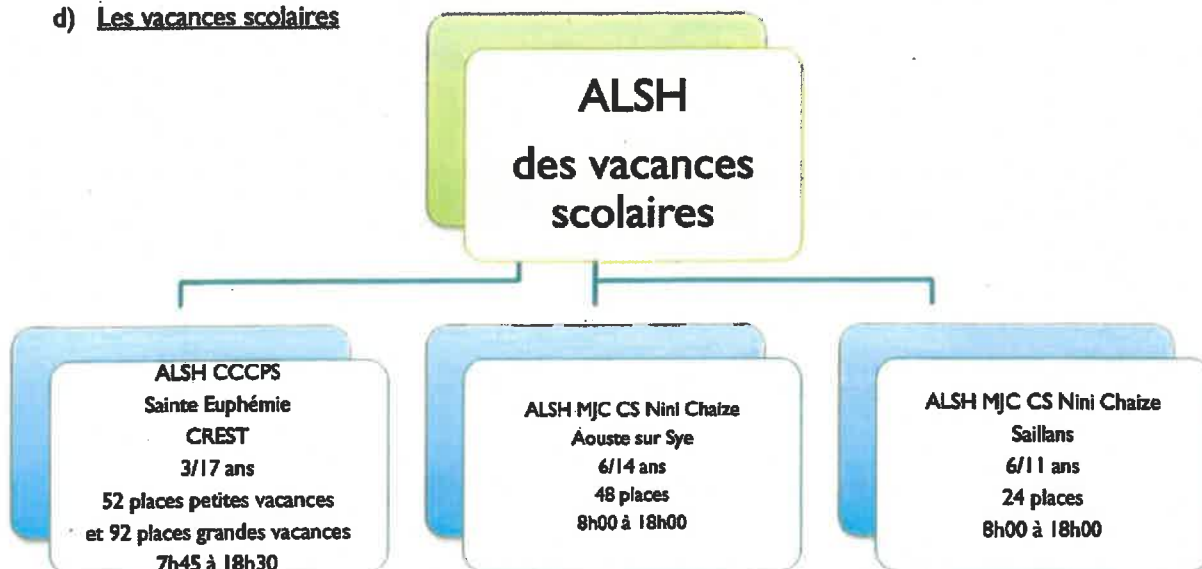 d) Les vacances scolaires
ALSH
des vacances
scolaires
ALSH CCCPS
Sainte Euphémie
CREST
3/17 ans
52 places petites vacances
et 92 places grandes vacances
7h45 à 18h30
ALSH MJC CS Nini Chaize
Aouste sur Sye
6/14 ans
48 places
8h00 à 18h00
ALSH MJC CS Nini Chaize
Saillans
6/11 ans
24 places
8h00 à 18h00